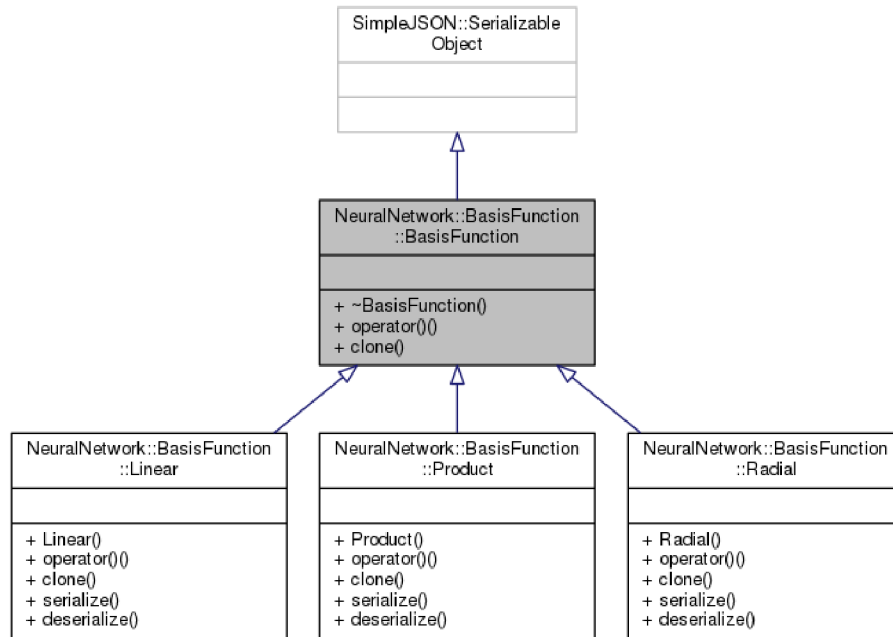 SimpleJSON::Serializable
Object
NeuralNetwork::BasisFunction
::BasisFunction
+ ~BasisFunction()
+ operator()()
+ clone()
NeuralNetwork::BasisFunction
::Linear
+ Linear()
+ operator()()
+ clone()
+ serialize()
+ deserialize()
NeuralNetwork::BasisFunction
::Product
+ Product()
+ operator()()
+ clone()
+ serialize()
+ deserialize()
NeuralNetwork::BasisFunction
::Radial
+ Radial()
+ operator()()
+ clone()
+ serialize()
+ deserialize()